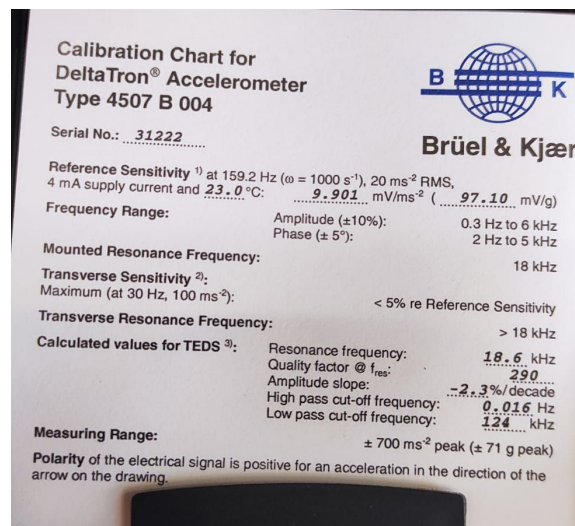 Calibration Chart for
DeltaTron® Accelerometer
Type 4507 B 004
B K
Serial No.: 31222
Brüel & Kjær
Reference Sensitivity ¹⁾ at 159.2 Hz (ω = 1000 s⁻¹), 20 ms⁻² RMS,
4 mA supply current and 23.0 °C: 9.901 mV/ms⁻² ( 97.10 mV/g)
Frequency Range: Amplitude (±10%): 0.3 Hz to 6 kHz
Phase (± 5°): 2 Hz to 5 kHz
Mounted Resonance Frequency: 18 kHz
Transverse Sensitivity ²⁾:
Maximum (at 30 Hz, 100 ms⁻²): < 5% re Reference Sensitivity
Transverse Resonance Frequency: > 18 kHz
Calculated values for TEDS ³⁾: Resonance frequency: 18.6 kHz
Quality factor @ fres: 290
Amplitude slope: -2.3%/decade
High pass cut-off frequency: 0.016 Hz
Low pass cut-off frequency: 124 kHz
Measuring Range: ± 700 ms⁻² peak (± 71 g peak)
Polarity of the electrical signal is positive for an acceleration in the direction of the
arrow on the drawing.